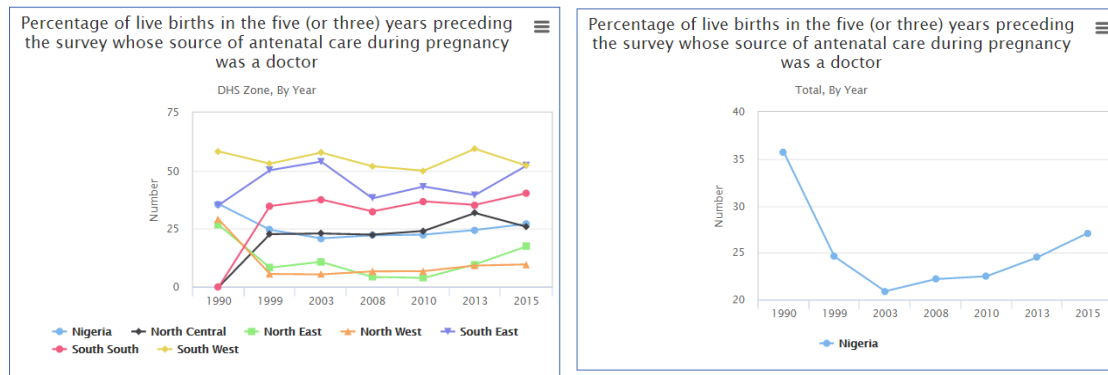 Percentage of live births in the five (or three) years preceding
the survey whose source of antenatal care during pregnancy
was a doctor
DHS Zone, By Year
Number
75
50
25
0
1990 1999 2003 2008 2010 2013 2015
Nigeria North Central North East North West South East
South South South West
Percentage of live births in the five (or three) years preceding
the survey whose source of antenatal care during pregnancy
was a doctor
Total, By Year
Number
40
35
30
25
20
1990 1999 2003 2008 2010 2013 2015
Nigeria